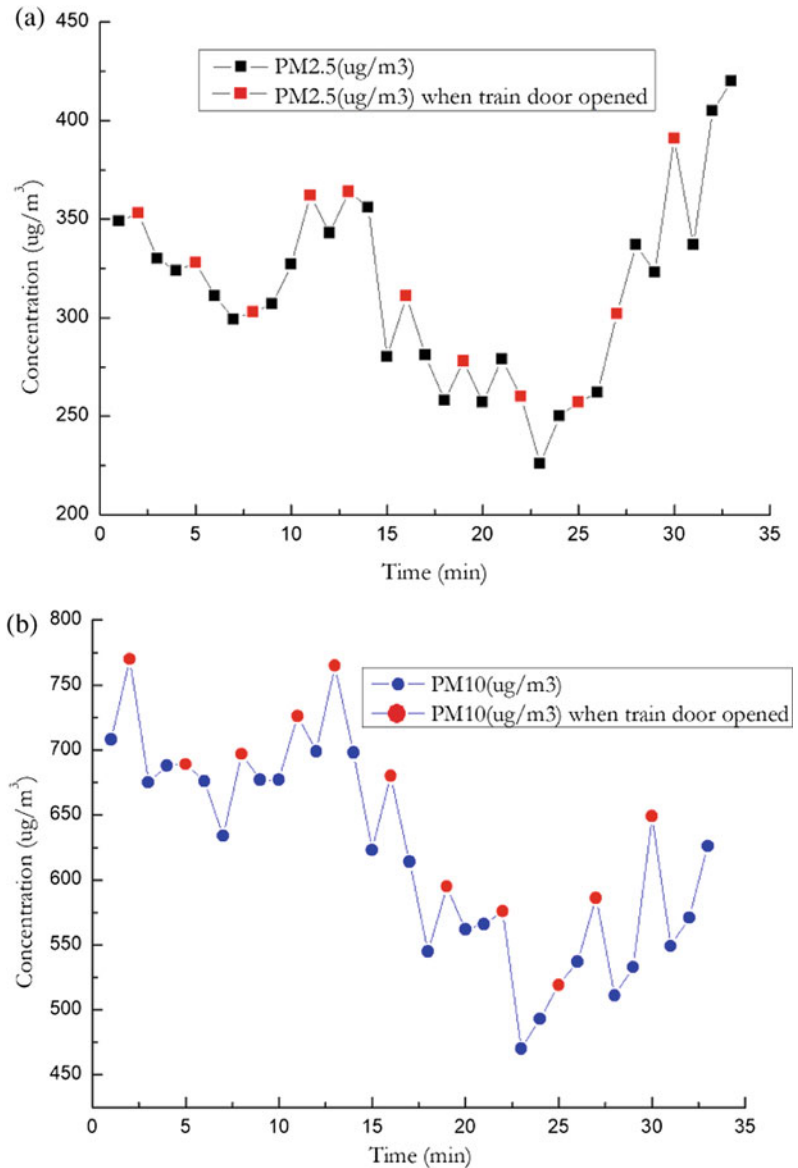 (a)
450
400
350
300
250
200
Concentration (ug/m³)
PM2.5(ug/m3)
PM2.5(ug/m3) when train door opened
0 5 10 15 20 25 30 35
Time (min)
(b)
800
750
700
650
600
550
500
450
Concentration (ug/m³)
PM10(ug/m3)
PM10(ug/m3) when train door opened
0 5 10 15 20 25 30 35
Time (min)